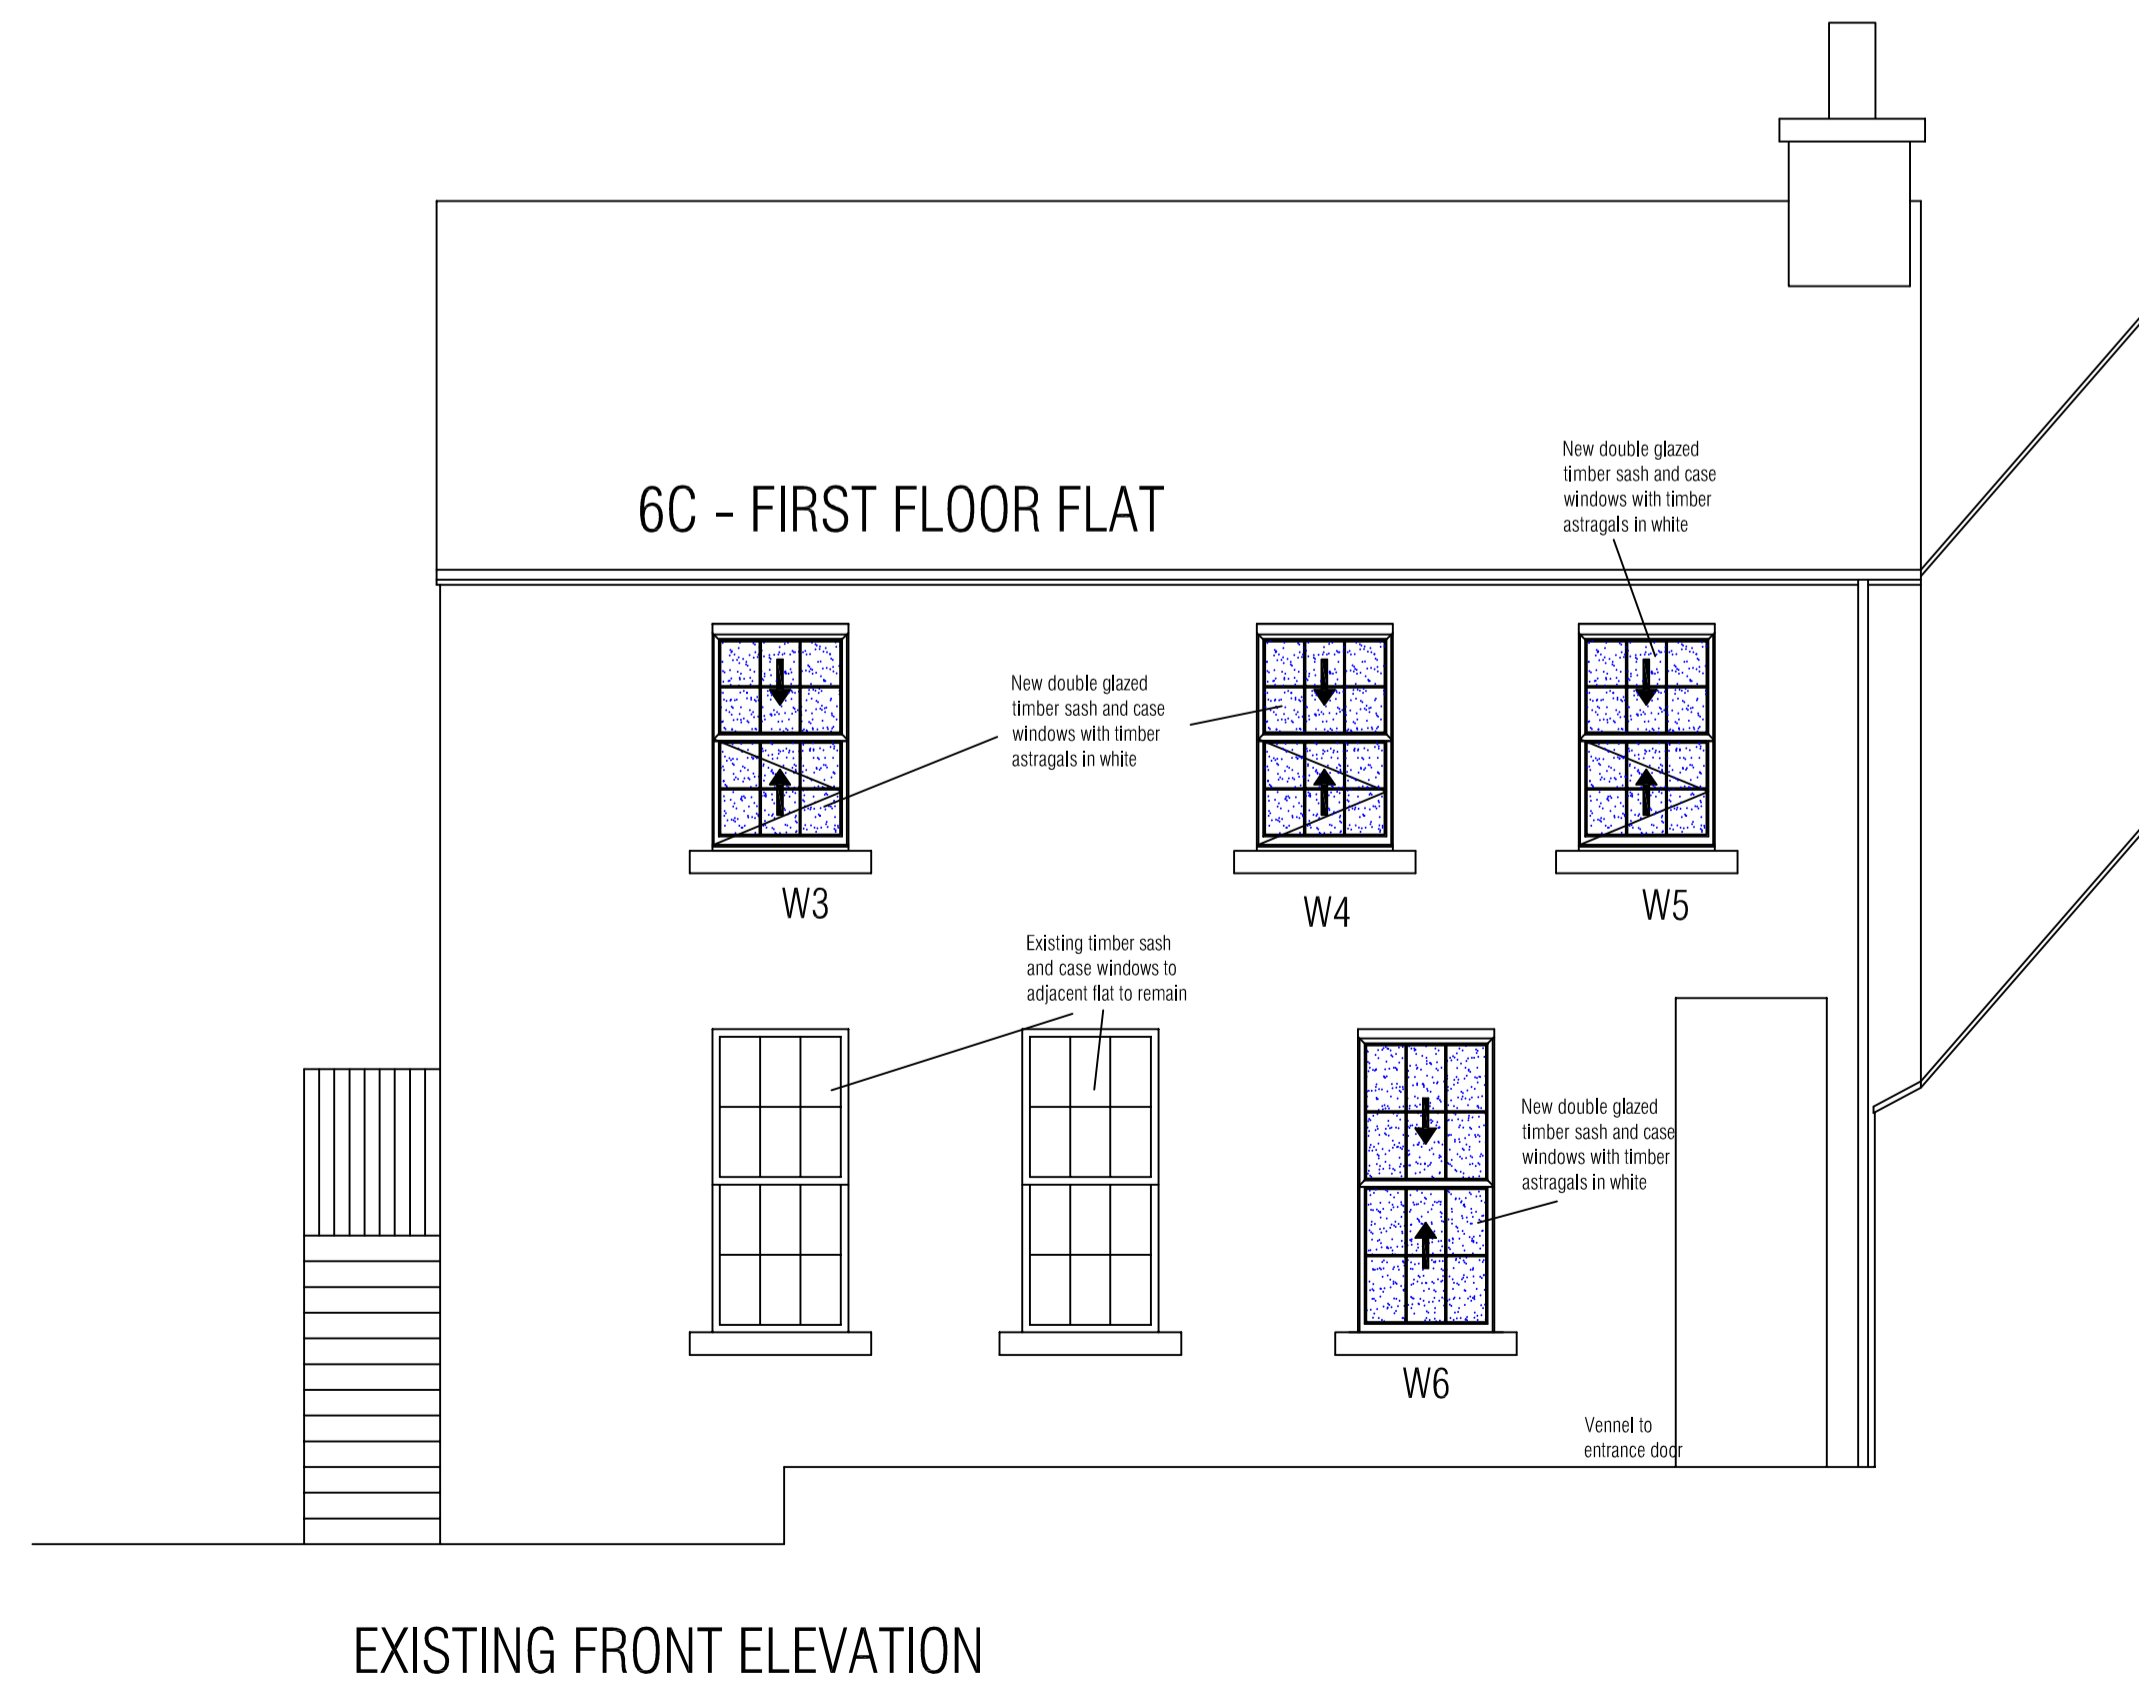 6C - FIRST FLOOR FLAT
New double glazed
timber sash and case
windows with timber
astragals in white
New double glazed
timber sash and case
windows with timber
astragals in white
W3
W4
W5
Existing timber sash
and case windows to
adjacent flat to remain
New double glazed
timber sash and case
windows with timber
astragals in white
W6
Vennel to
entrance door
EXISTING FRONT ELEVATION